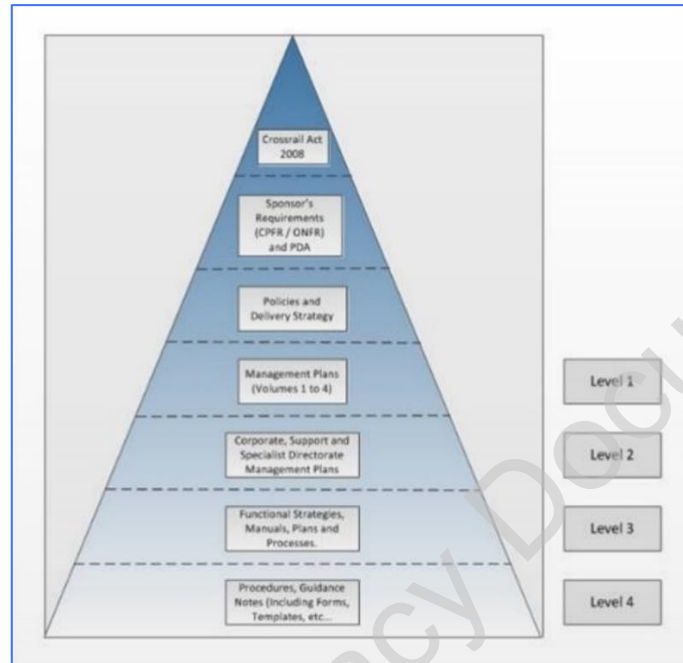 Crossrail Act
2008
Sponsor's
Requirements
(CPFR / ONFR)
and PDA
Policies and
Delivery Strategy
Management Plans
(Volumes 1 to 4)
Level 1
Corporate, Support and
Specialist Directorate
Management Plans
Level 2
Functional Strategies,
Manuals, Plans and
Processes.
Level 3
Procedures, Guidance
Notes (Including Forms,
Templates, etc...
Level 4